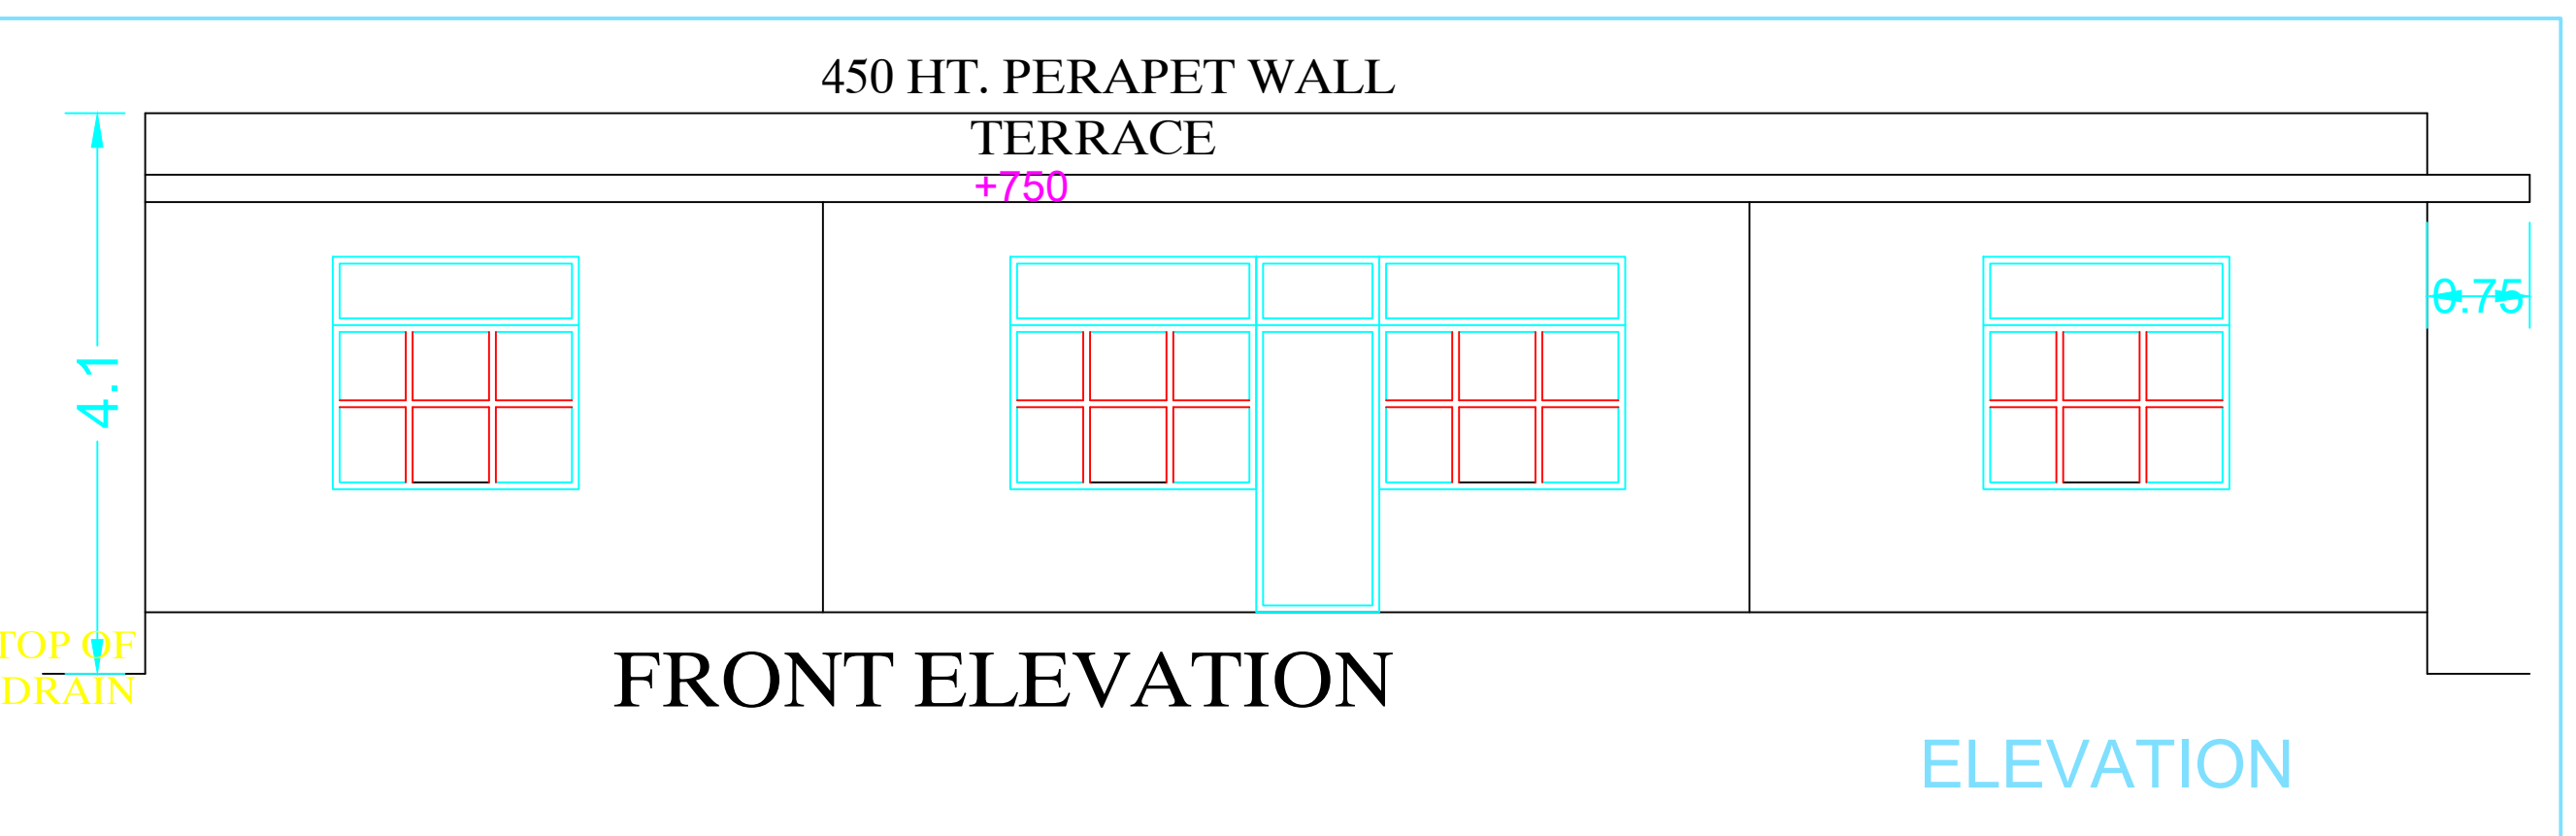 450 HT. PERAPET WALL
TERRACE
+750
0.75
4.1
TOP OF
DRAIN
FRONT ELEVATION
ELEVATION